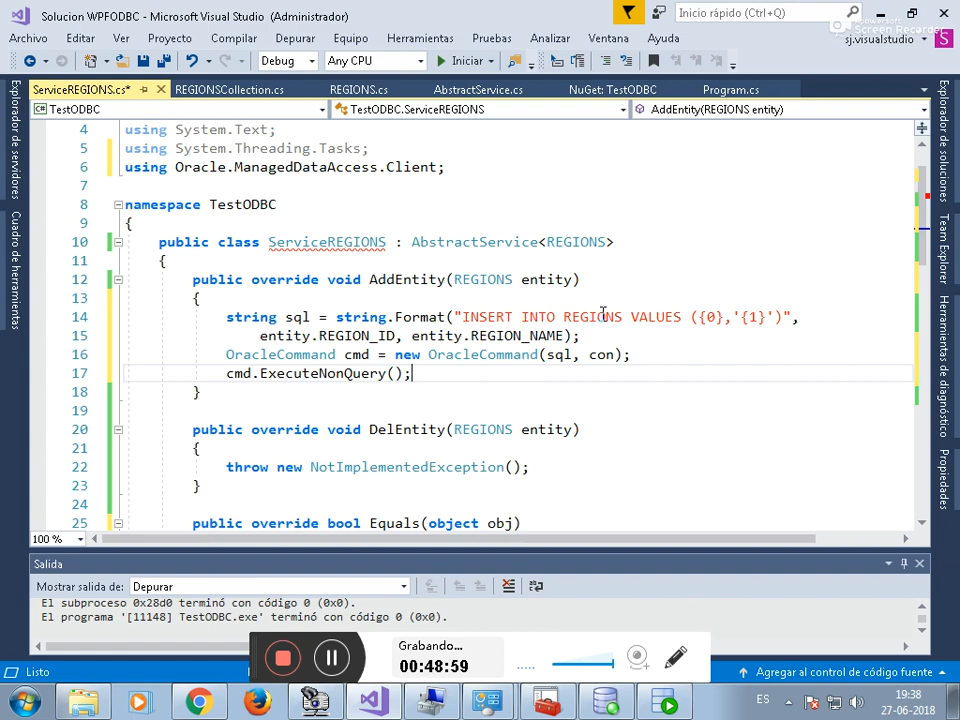 Solucion WPFODBC - Microsoft Visual Studio (Administrador)
Inicio rápido (Ctrl+Q)
Screen Recorder
Archivo Editar Ver Proyecto Compilar Depurar Equipo Herramientas Pruebas Analizar Ventana Ayuda
sj.visualstudio S
Debug Any CPU Iniciar
ServiceREGIONS.cs* REGIONSCollection.cs REGIONS.cs AbstractService.cs NuGet: TestODBC Program.cs
TestODBC TestODBC.ServiceREGIONS AddEntity(REGIONS entity)
Explorador de servidores
Cuadro de herramientas
4 using System.Text;
5 using System.Threading.Tasks;
6 using Oracle.ManagedDataAccess.Client;
7
8 namespace TestODBC
9 {
10 public class ServiceREGIONS : AbstractService<REGIONS>
11 {
12 public override void AddEntity(REGIONS entity)
13 {
14 string sql = string.Format("INSERT INTO REGIONS VALUES ({0},'{1}')",
15 entity.REGION_ID, entity.REGION_NAME);
16 OracleCommand cmd = new OracleCommand(sql, con);
17 cmd.ExecuteNonQuery();
18 }
19
20 public override void DelEntity(REGIONS entity)
21 {
22 throw new NotImplementedException();
23 }
24
25 public override bool Equals(object obj)
Explorador de soluciones
Team Explorer
Herramientas de diagnóstico
Propiedades
100 %
Salida
Mostrar salida de: Depurar
El subproceso 0x28d0 terminó con código 0 (0x0).
El programa '[11148] TestODBC.exe' terminó con código 0 (0x0).
Grabando...
00:48:59
Listo
Agregar al control de código fuente
ES
19:38
27-06-2018